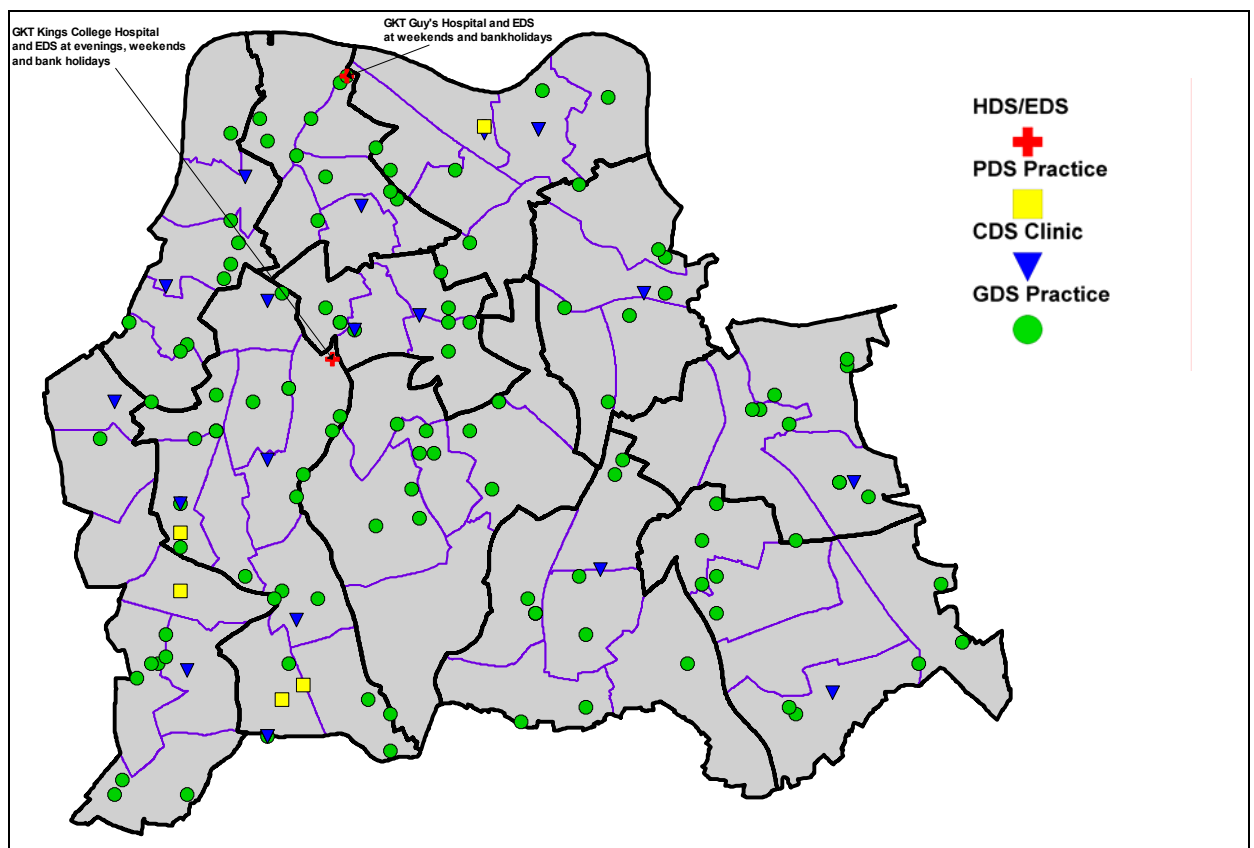 GKT Kings College Hospital
and EDS at evenings, weekends
and bank holidays
GKT Guy's Hospital and EDS
at weekends and bankholidays
HDS/EDS
PDS Practice
CDS Clinic
GDS Practice